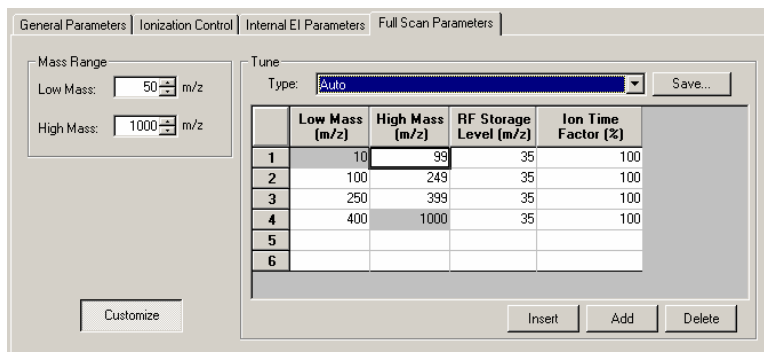 General Parameters Ionization Control Internal EI Parameters Full Scan Parameters
Mass Range
Low Mass: 50 m/z
High Mass: 1000 m/z
Customize
Tune
Type: Auto Save...
Low Mass (m/z) High Mass (m/z) RF Storage Level (m/z) Ion Time Factor (%)
1 10 99 35 100
2 100 249 35 100
3 250 399 35 100
4 400 1000 35 100
5
6
Insert Add Delete